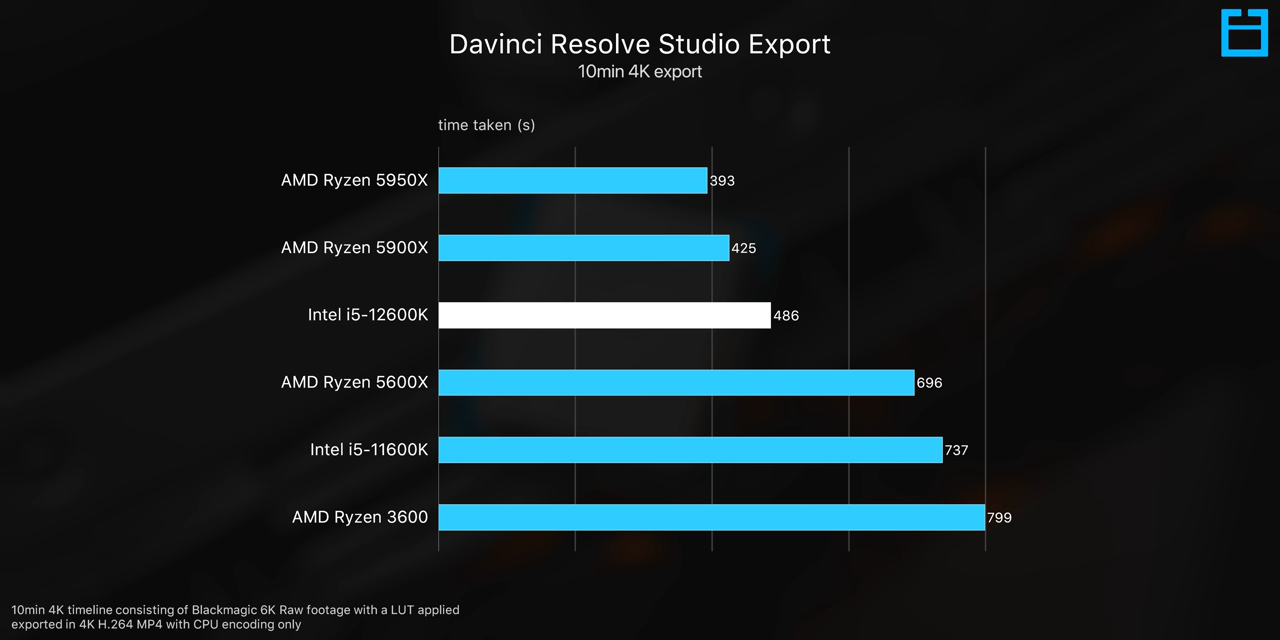 Davinci Resolve Studio Export
10min 4K export
time taken (s)
AMD Ryzen 5950X 393
AMD Ryzen 5900X 425
Intel i5-12600K 486
AMD Ryzen 5600X 696
Intel i5-11600K 737
AMD Ryzen 3600 799
10min 4K timeline consisting of Blackmagic 6K Raw footage with a LUT applied
exported in 4K H.264 MP4 with CPU encoding only